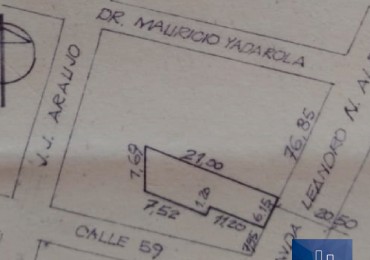 DR. MAURICIO YADAROLA
V.J. ARAUJO
76,85
LEANDRO N. AL
21,00
7,69
7,52
1,20
11,20
6,15
20,50
CALLE 59